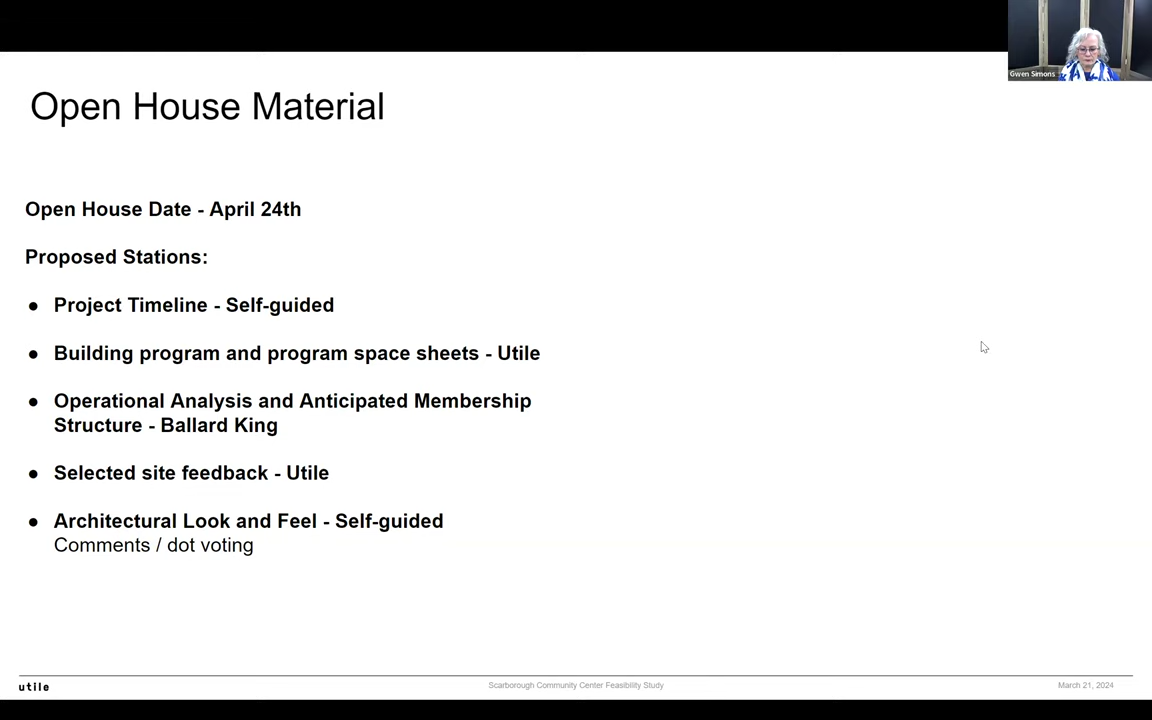 Gwen Simons
Open House Material
Open House Date - April 24th
Proposed Stations:
● Project Timeline - Self-guided
● Building program and program space sheets - Utile
● Operational Analysis and Anticipated Membership
Structure - Ballard King
● Selected site feedback - Utile
● Architectural Look and Feel - Self-guided
Comments / dot voting
utile
Scarborough Community Center Feasibility Study
March 21, 2024